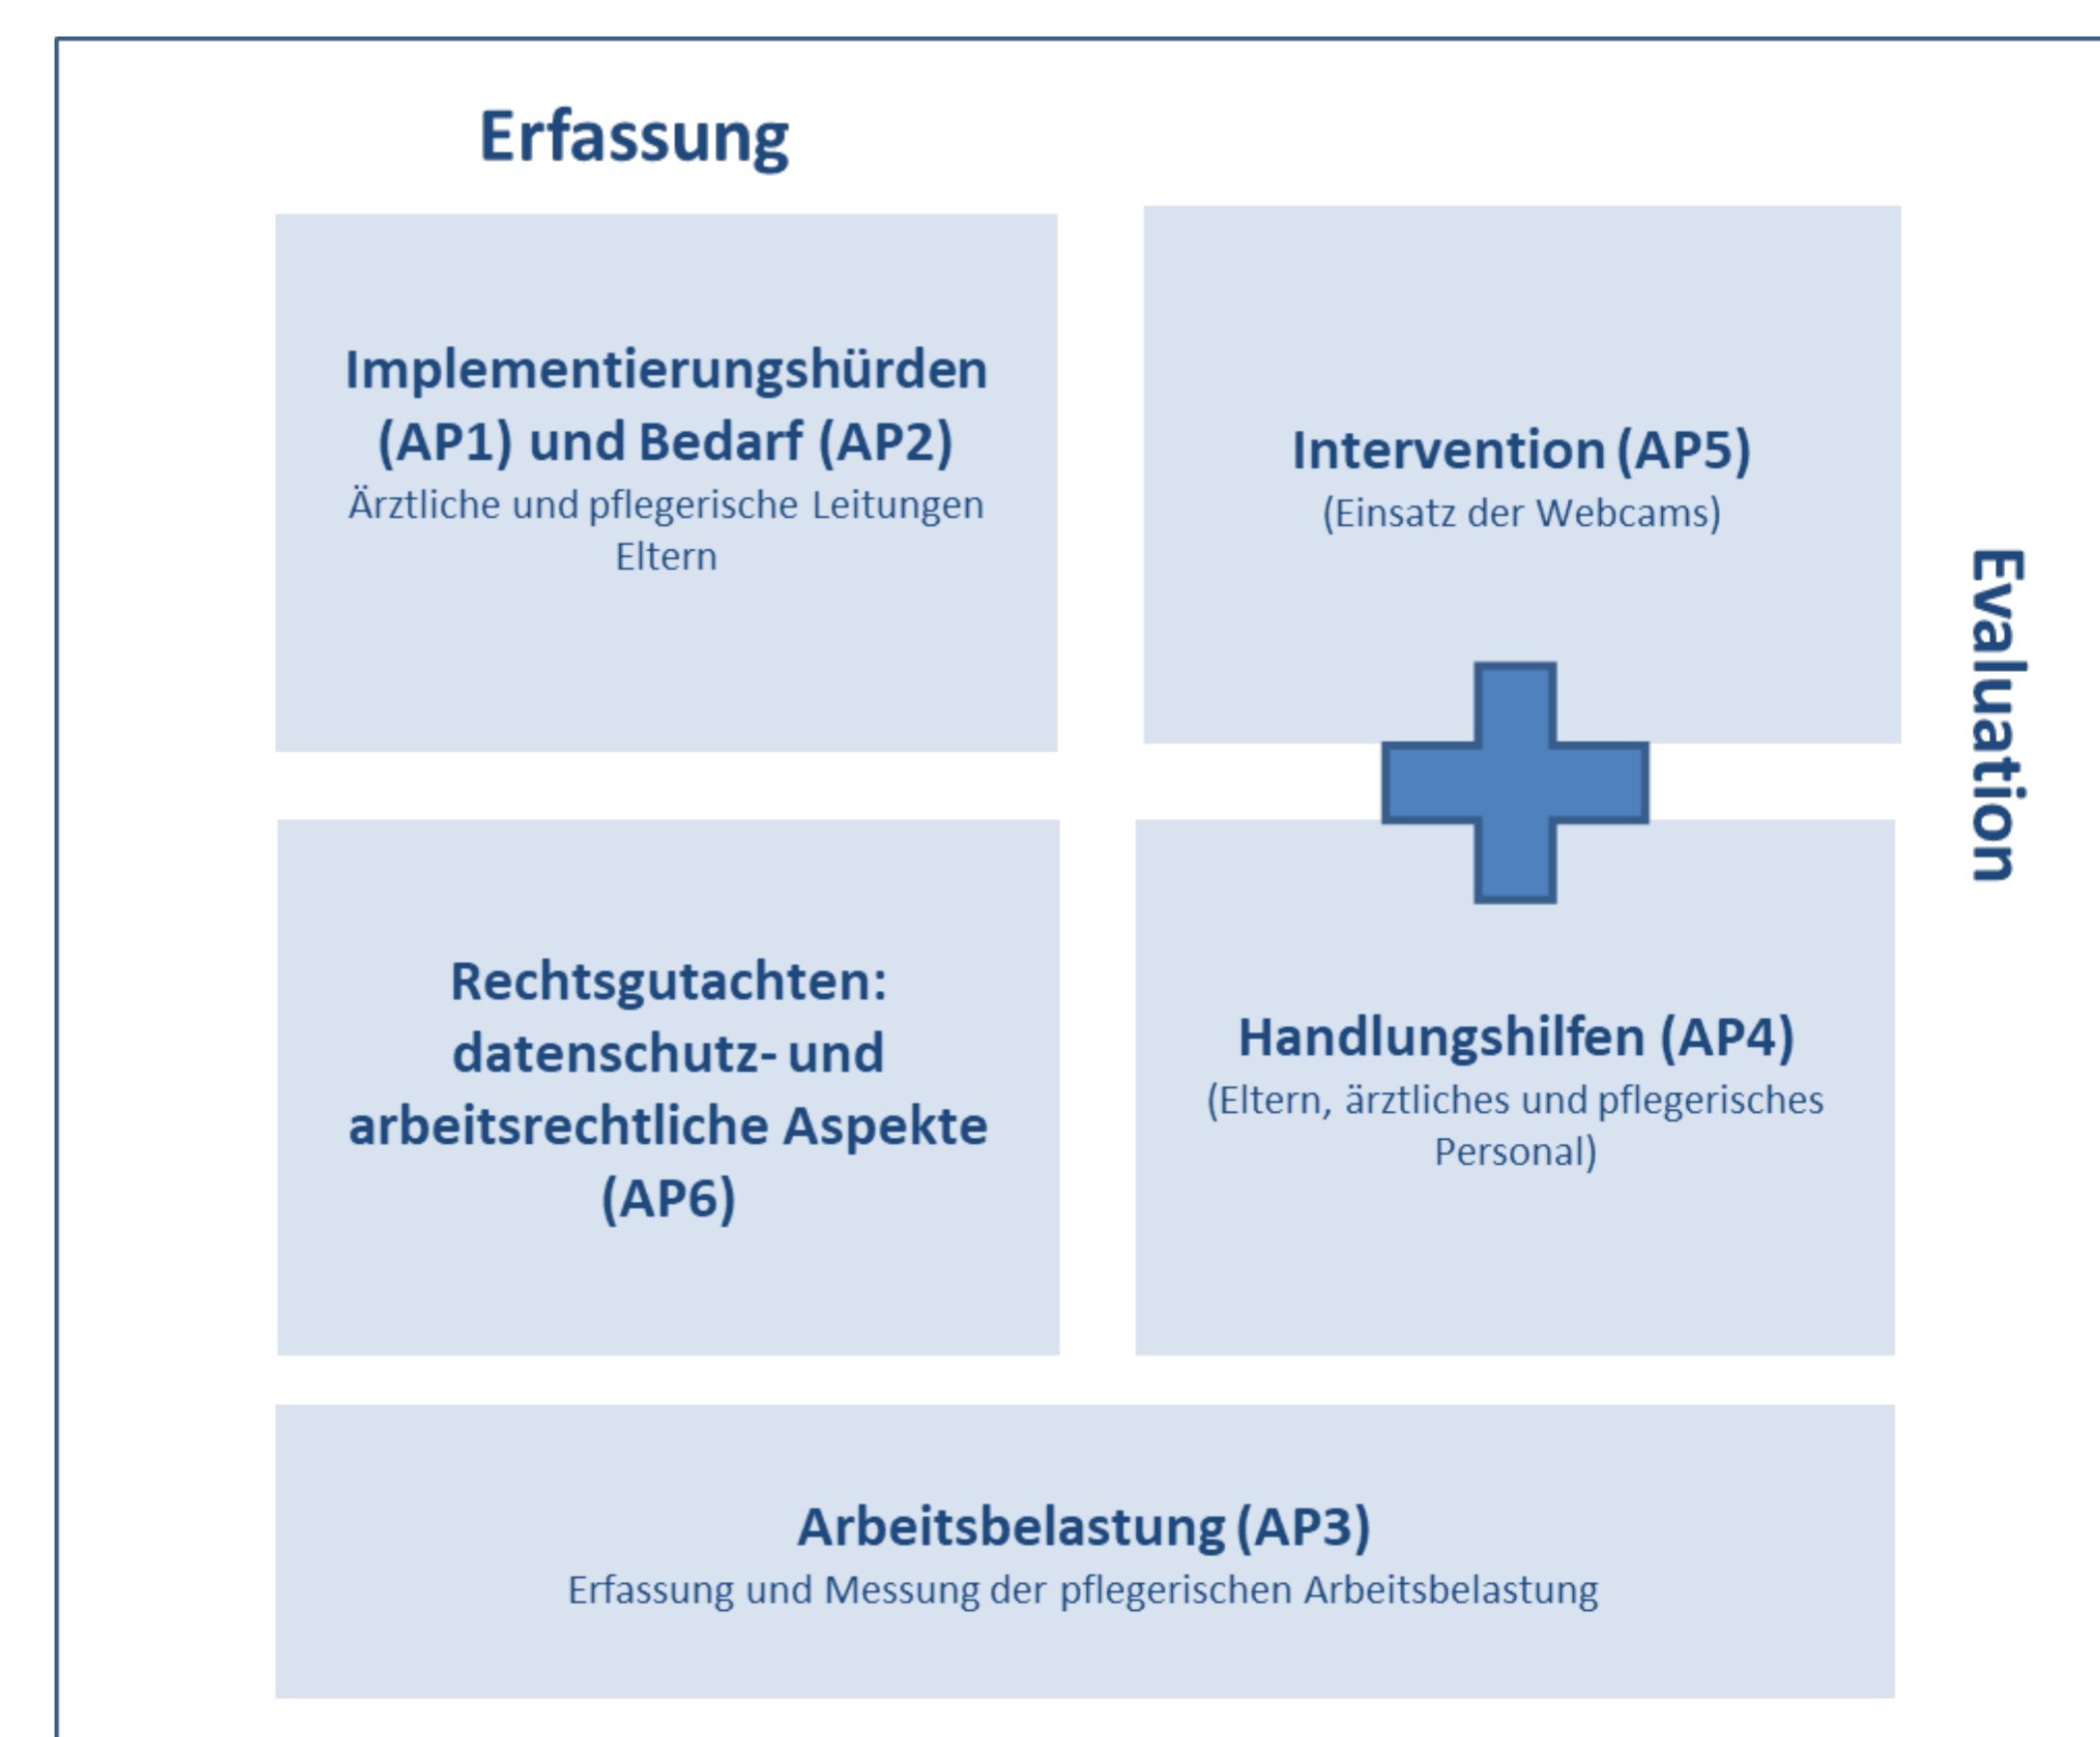 Erfassung
Implementierungshürden
(AP1) und Bedarf (AP2)
Ärztliche und pflegerische Leitungen
Eltern
Intervention (AP5)
(Einsatz der Webcams)
Evaluation
Rechtsgutachten:
datenschutz- und
arbeitsrechtliche Aspekte
(AP6)
Handlungshilfen (AP4)
(Eltern, ärztliches und pflegerisches
Personal)
Arbeitsbelastung (AP3)
Erfassung und Messung der pflegerischen Arbeitsbelastung